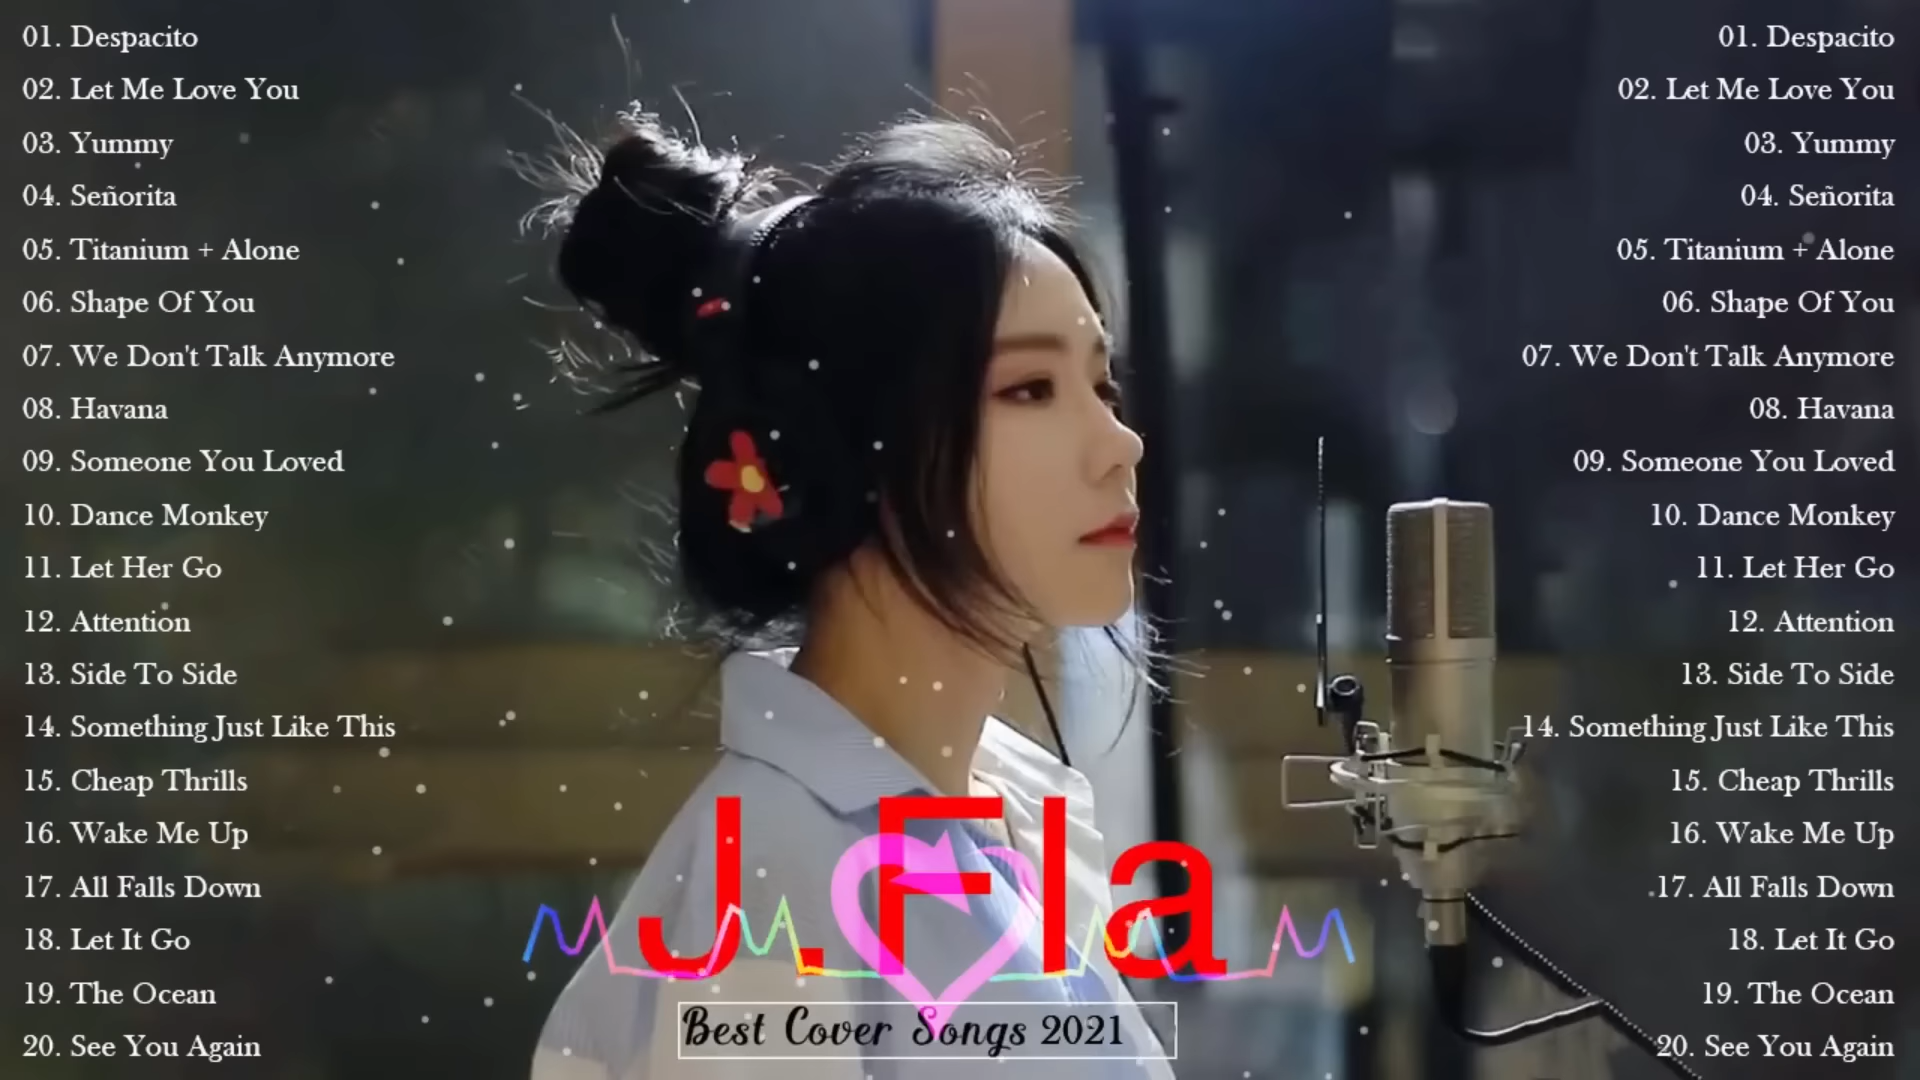 01. Despacito
02. Let Me Love You
03. Yummy
04. Señorita
05. Titanium + Alone
06. Shape Of You
07. We Don't Talk Anymore
08. Havana
09. Someone You Loved
10. Dance Monkey
11. Let Her Go
12. Attention
13. Side To Side
14. Something Just Like This
15. Cheap Thrills
16. Wake Me Up
17. All Falls Down
18. Let It Go
19. The Ocean
20. See You Again
J.Fla
Best Cover Songs 2021
01. Despacito
02. Let Me Love You
03. Yummy
04. Señorita
05. Titanium + Alone
06. Shape Of You
07. We Don't Talk Anymore
08. Havana
09. Someone You Loved
10. Dance Monkey
11. Let Her Go
12. Attention
13. Side To Side
14. Something Just Like This
15. Cheap Thrills
16. Wake Me Up
17. All Falls Down
18. Let It Go
19. The Ocean
20. See You Again